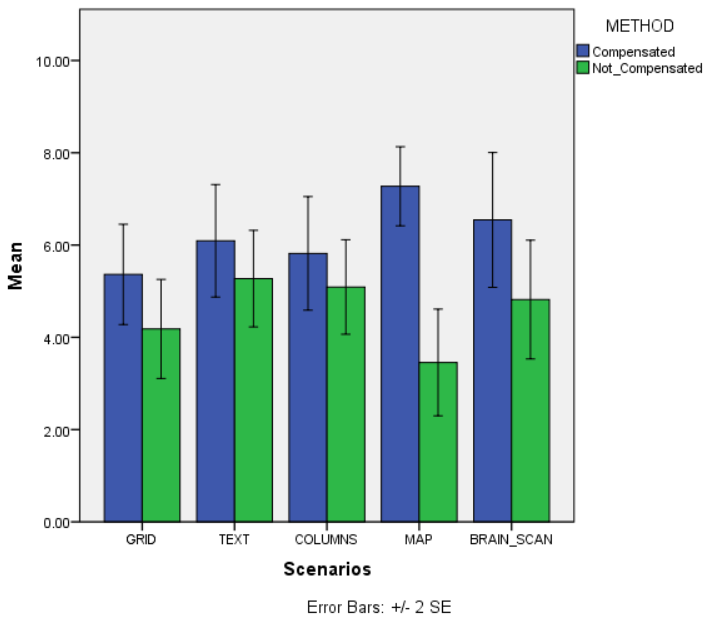 METHOD
Compensated
Not_Compensated
10.00
8.00
6.00
4.00
2.00
0.00
Mean
GRID
TEXT
COLUMNS
MAP
BRAIN_SCAN
Scenarios
Error Bars: +/- 2 SE